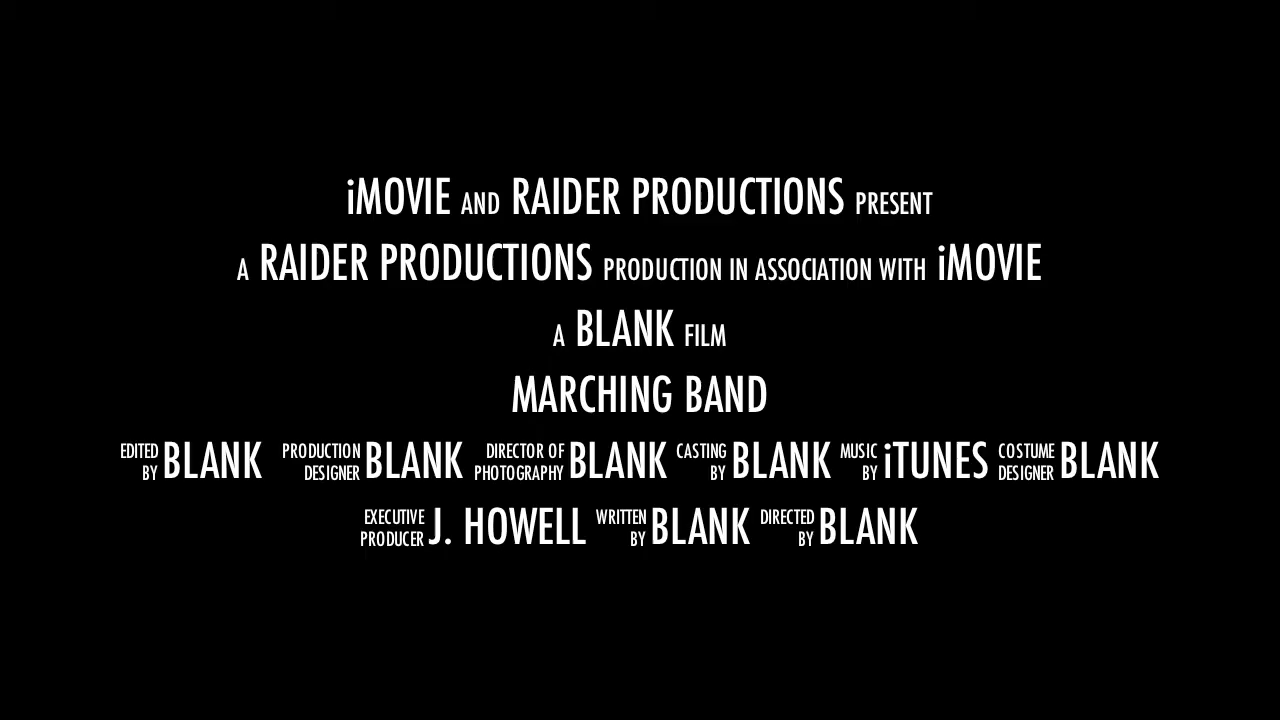 iMOVIE AND RAIDER PRODUCTIONS PRESENT
A RAIDER PRODUCTIONS PRODUCTION IN ASSOCIATION WITH iMOVIE
A BLANK FILM
MARCHING BAND
EDITED BY BLANK PRODUCTION DESIGNER BLANK DIRECTOR OF PHOTOGRAPHY BLANK CASTING BY BLANK MUSIC BY iTUNES COSTUME DESIGNER BLANK
EXECUTIVE PRODUCER J. HOWELL WRITTEN BY BLANK DIRECTED BY BLANK